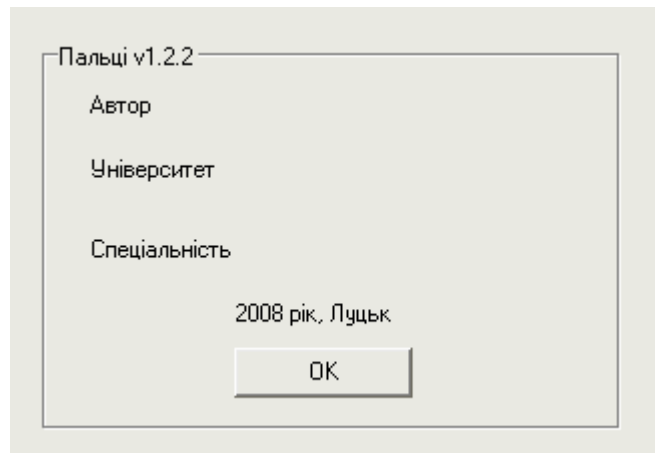 Пальці v1.2.2
Автор
Університет
Спеціальність
2008 рік, Луцьк
OK